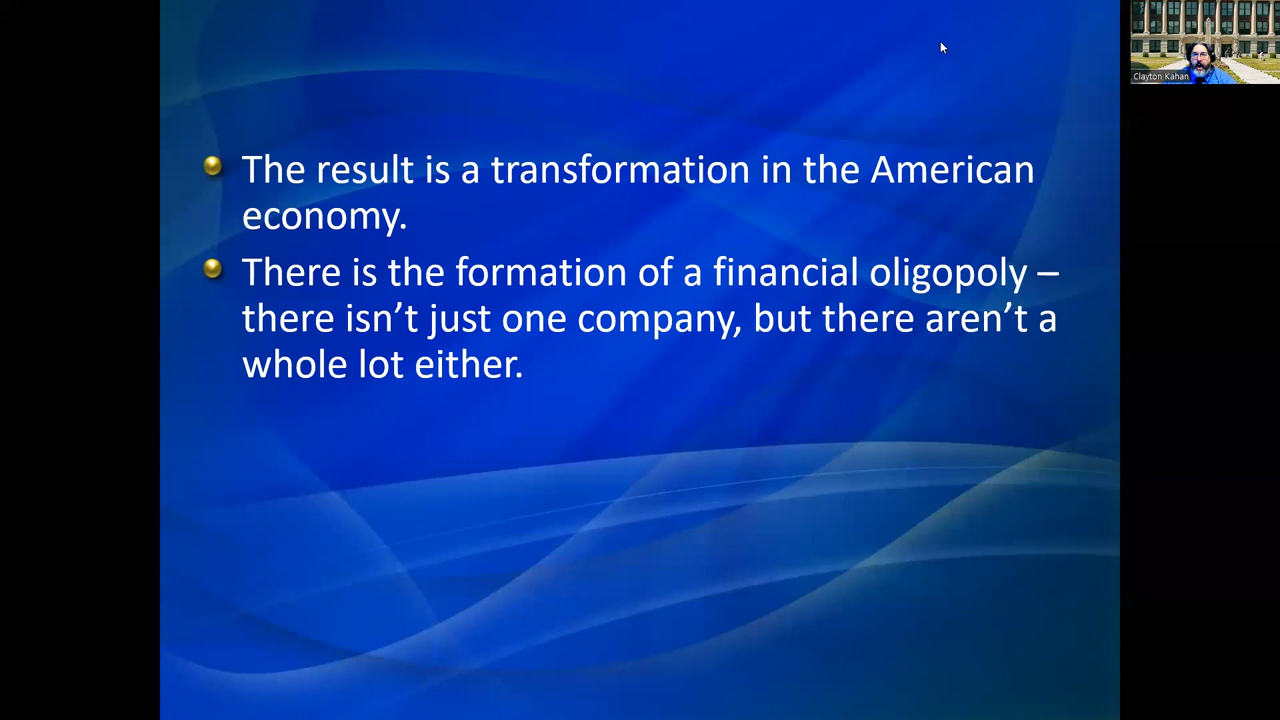 The result is a transformation in the American
economy.
There is the formation of a financial oligopoly –
there isn’t just one company, but there aren’t a
whole lot either.
Clayton Kahan